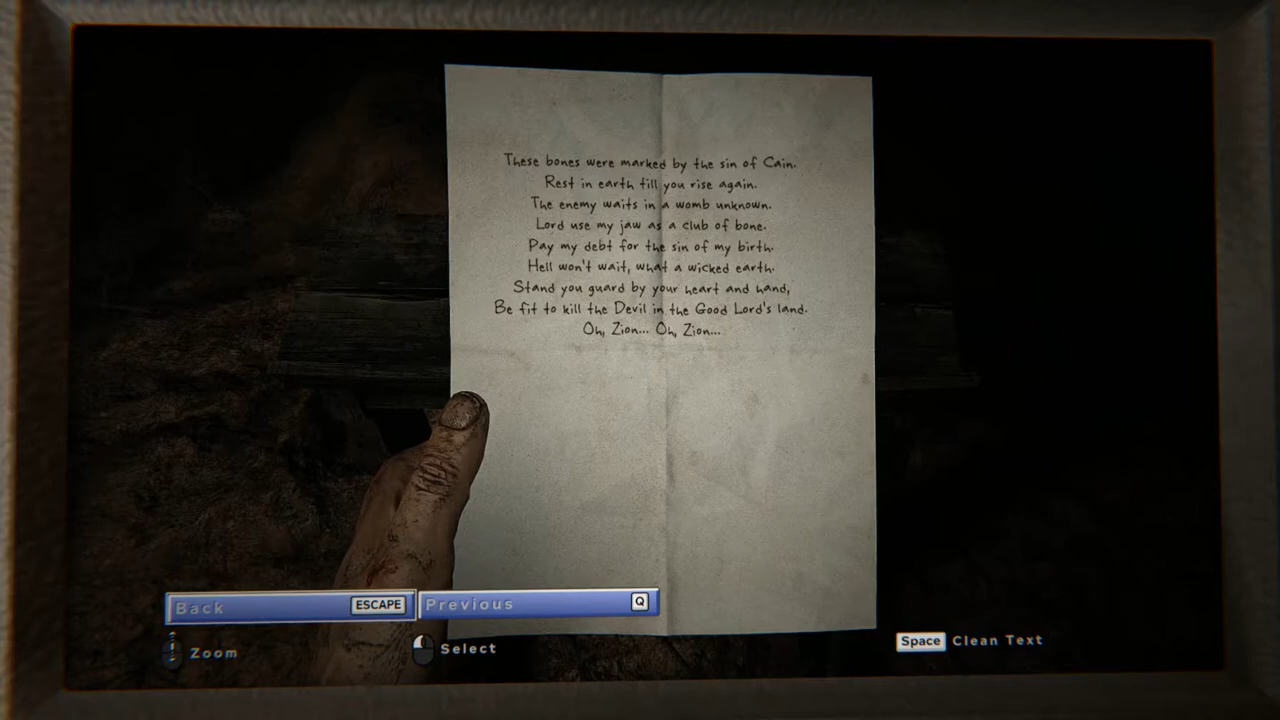 These bones were marked by the sin of Cain.
Rest in earth till you rise again.
The enemy waits in a womb unknown.
Lord use my jaw as a club of bone.
Pay my debt for the sin of my birth.
Hell won't wait, what a wicked earth.
Stand you guard by your heart and hand,
Be fit to kill the Devil in the Good Lord's land.
Oh, Zion... Oh, Zion...
Back ESCAPE Previous Q
Zoom Select Space Clean Text